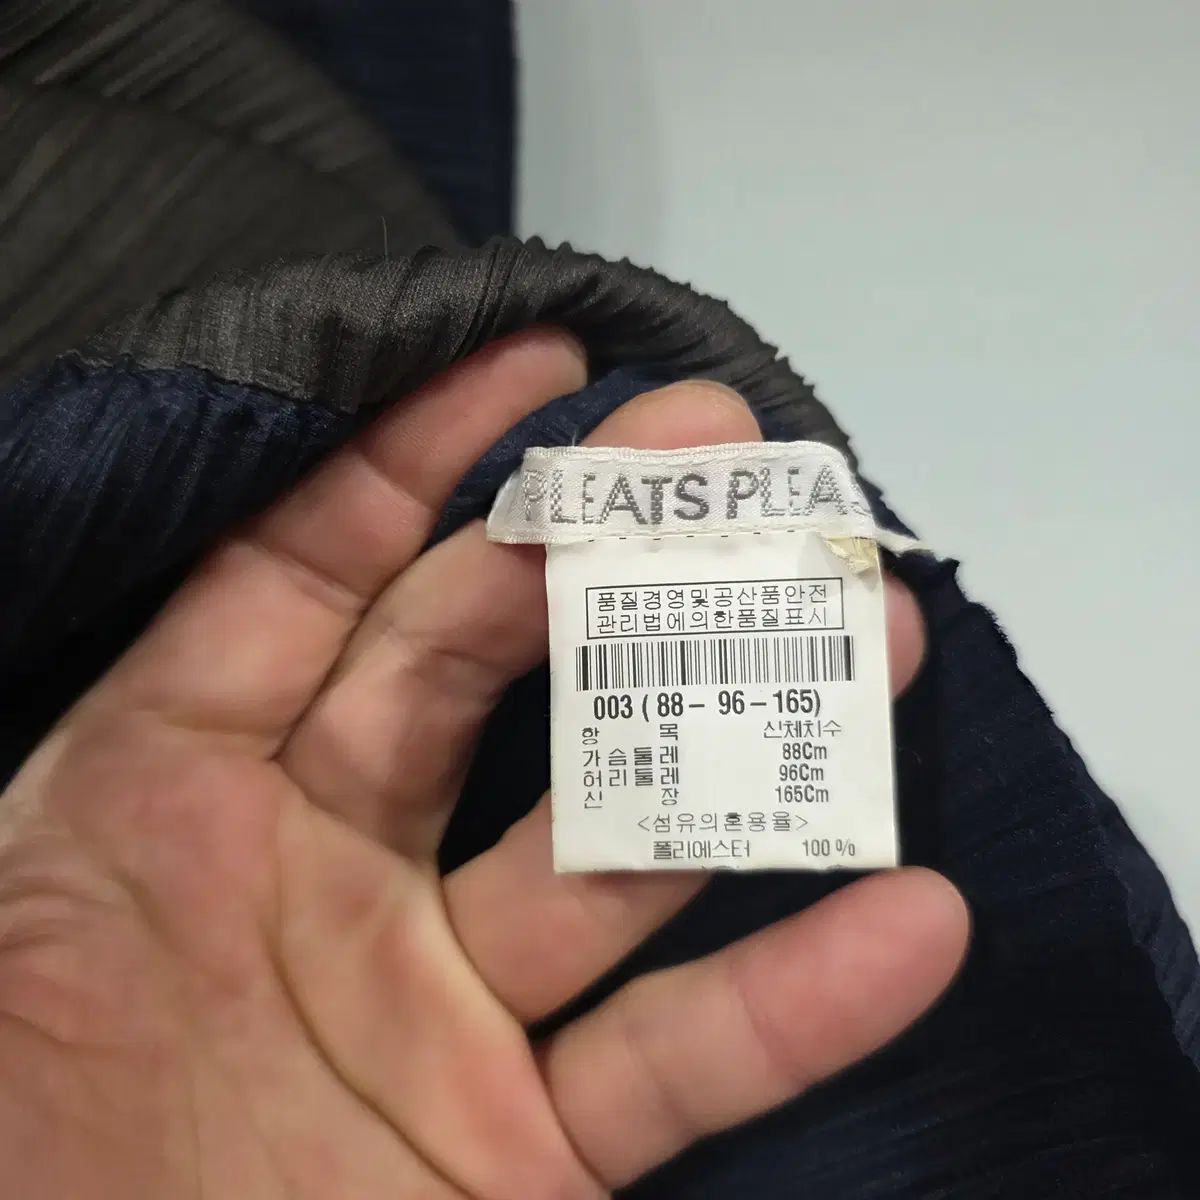 PLEATS PLEAS
품질경영및공산품안전
관리법에의한품질표시
003 ( 88 - 96 - 165)
항 목 신체치수
가슴둘레 88Cm
허리둘레 96Cm
신 장 165Cm
<섬유의혼용율>
폴리에스터 100 %